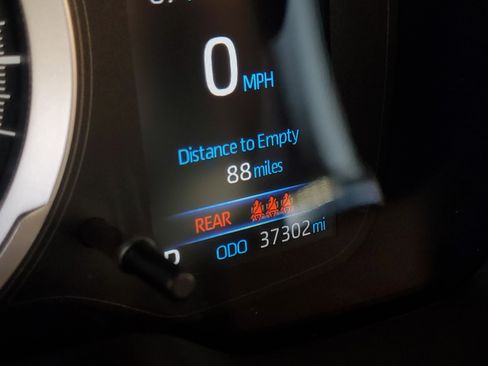 0 MPH
Distance to Empty
88 miles
REAR
ODO 37302 mi